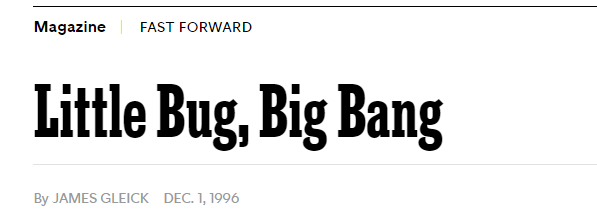 Magazine | FAST FORWARD
Little Bug, Big Bang
By JAMES GLEICK DEC. 1, 1996